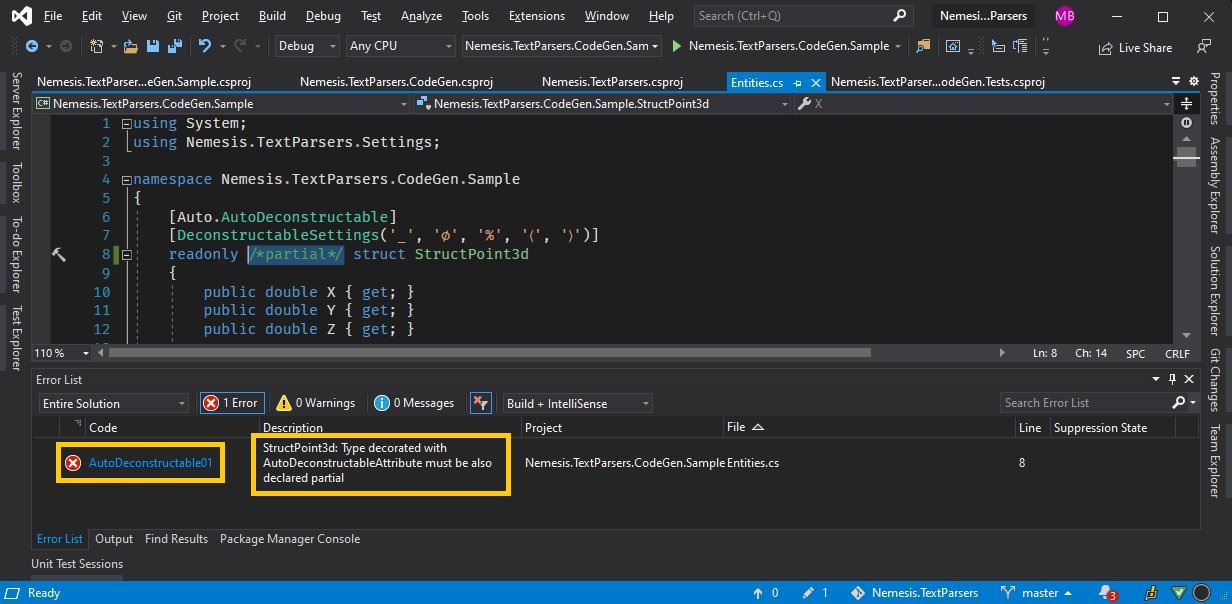 File Edit View Git Project Build Debug Test Analyze Tools Extensions Window Help Search (Ctrl+Q) Nemesi...Parsers MB
Debug Any CPU Nemesis.TextParsers.CodeGen.Sam Nemesis.TextParsers.CodeGen.Sample Live Share
Nemesis.TextParser...eGen.Sample.csproj Nemesis.TextParsers.CodeGen.csproj Nemesis.TextParsers.csproj Entities.cs Nemesis.TextParser...odeGen.Tests.csproj
C# Nemesis.TextParsers.CodeGen.Sample Nemesis.TextParsers.CodeGen.Sample.StructPoint3d X
1 using System;
2 using Nemesis.TextParsers.Settings;
3
4 namespace Nemesis.TextParsers.CodeGen.Sample
5 {
6 [Auto.AutoDeconstructable]
7 [DeconstructableSettings('_', '∅', '%', '〈', '〉')]
8 readonly /*partial*/ struct StructPoint3d
9 {
10 public double X { get; }
11 public double Y { get; }
12 public double Z { get; }
110 % Ln: 8 Ch: 14 SPC CRLF
Server Explorer
Toolbox
To-do Explorer
Test Explorer
Properties
Assembly Explorer
Solution Explorer
Git Changes
Team Explorer
Error List
Entire Solution 1 Error 0 Warnings 0 Messages Build + IntelliSense Search Error List
Code Description Project File Line Suppression State
AutoDeconstructable01
StructPoint3d: Type decorated with
AutoDeconstructableAttribute must be also
declared partial
Nemesis.TextParsers.CodeGen.Sample Entities.cs 8
Error List Output Find Results Package Manager Console
Unit Test Sessions
Ready 0 1 Nemesis.TextParsers master 3